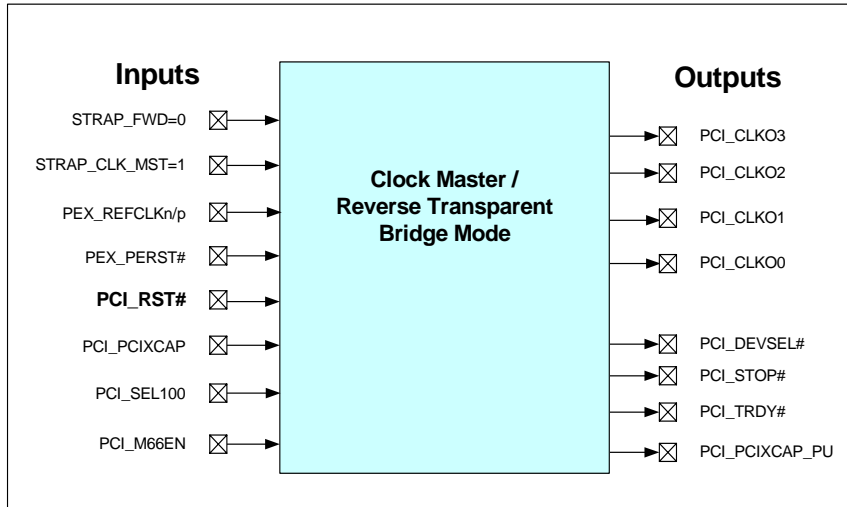 Inputs
STRAP_FWD=0
STRAP_CLK_MST=1
PEX_REFCLKn/p
PEX_PERST#
PCI_RST#
PCI_PCIXCAP
PCI_SEL100
PCI_M66EN
Clock Master /
Reverse Transparent
Bridge Mode
Outputs
PCI_CLKO3
PCI_CLKO2
PCI_CLKO1
PCI_CLKO0
PCI_DEVSEL#
PCI_STOP#
PCI_TRDY#
PCI_PCIXCAP_PU